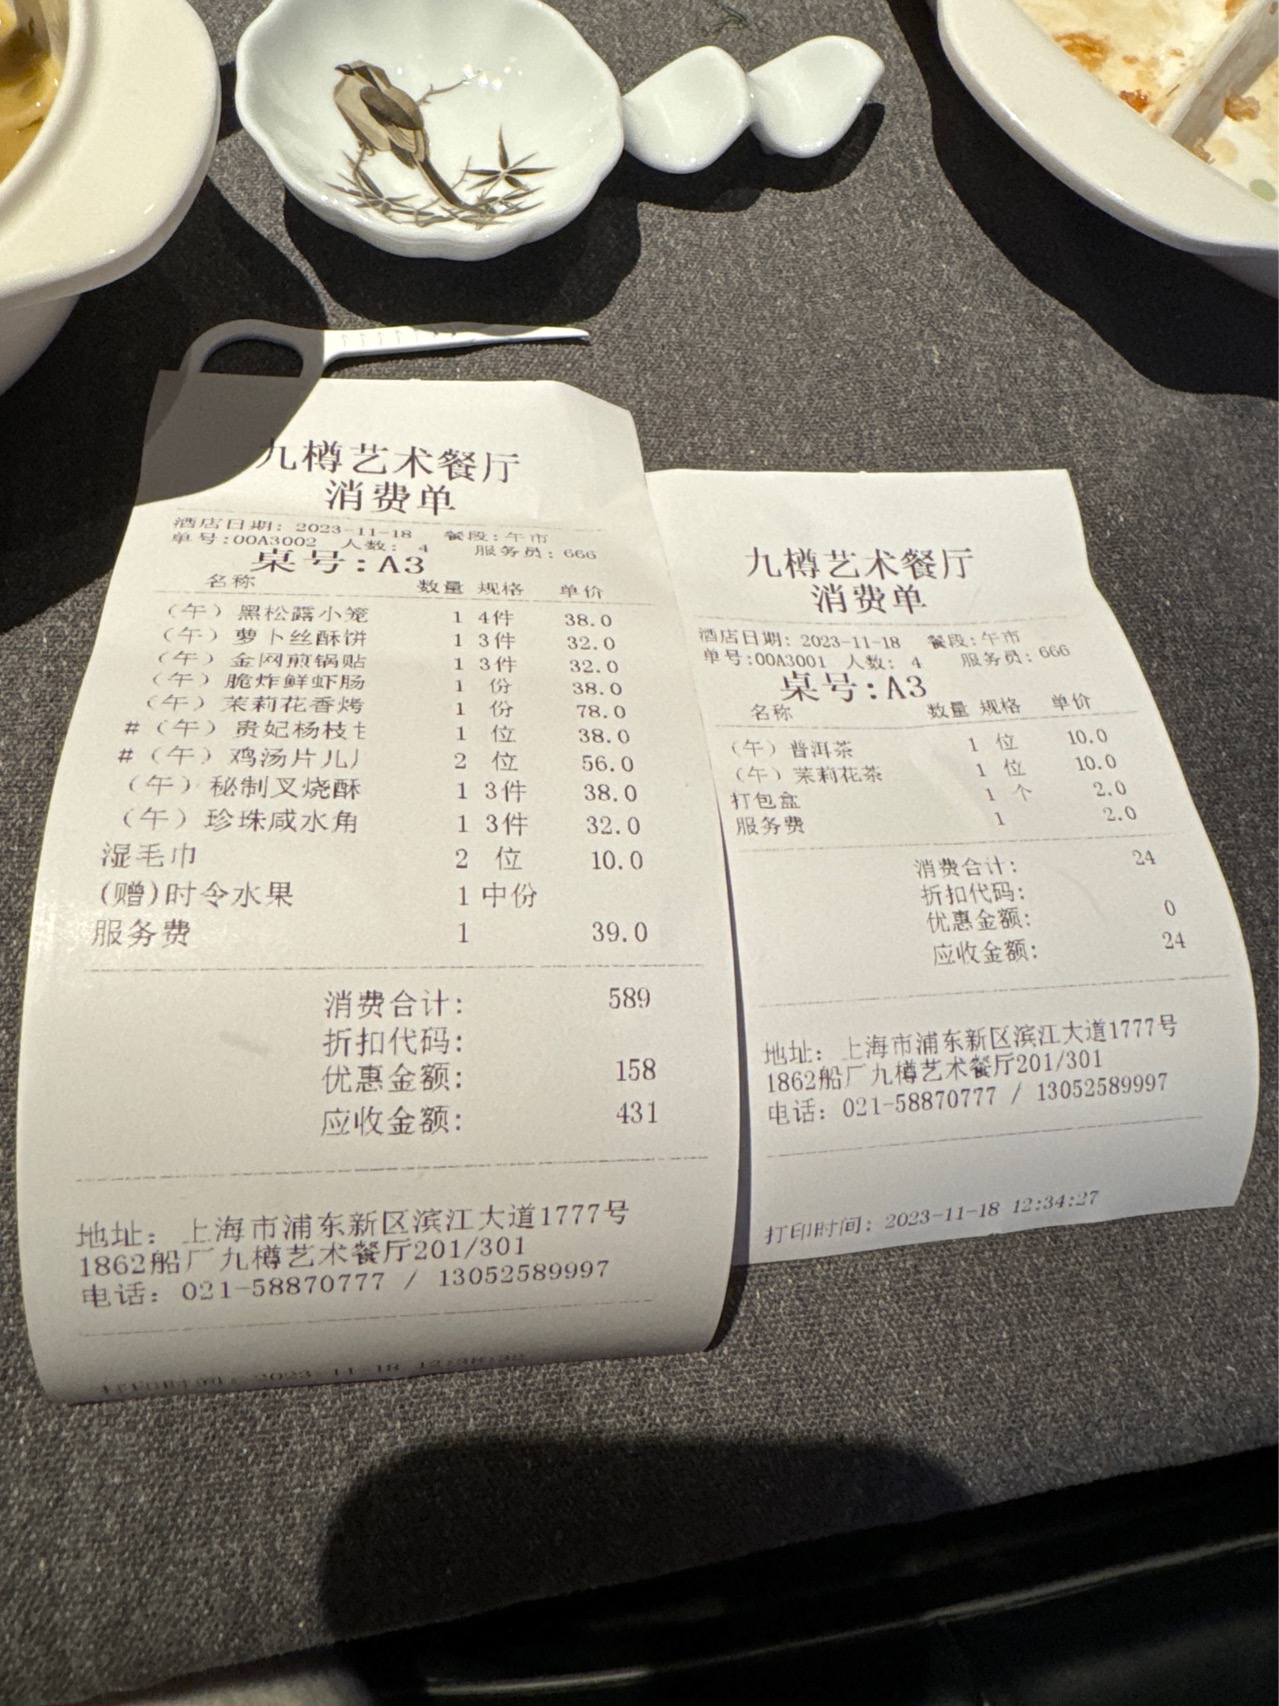 九樽艺术餐厅
消费单
酒店日期: 2023-11-18 餐段:午市
单号:00A3002 人数: 4 服务员: 666
桌号:A3
名称 数量 规格 单价
(午) 黑松露小笼 1 4件 38.0
(午) 萝卜丝酥饼 1 3件 32.0
(午) 金网煎锅贴 1 3件 32.0
(午) 脆炸鲜虾肠 1 份 38.0
(午) 茉莉花香烤 1 份 78.0
# (午) 贵妃杨枝 1 位 38.0
# (午) 鸡汤片儿 2 位 56.0
(午) 秘制叉烧酥 1 3件 38.0
(午) 珍珠咸水角 1 3件 32.0
湿毛巾 2 位 10.0
(赠)时令水果 1 中份
服务费 1 39.0
消费合计: 589
折扣代码:
优惠金额: 158
应收金额: 431
地址: 上海市浦东新区滨江大道1777号
1862船厂九樽艺术餐厅201/301
电话: 021-58870777 / 13052589997
打印时间: 2023-11-18
九樽艺术餐厅
消费单
酒店日期: 2023-11-18 餐段:午市
单号:00A3001 人数: 4 服务员: 666
桌号:A3
名称 数量 规格 单价
(午) 普洱茶 1 位 10.0
(午) 茉莉花茶 1 位 10.0
打包盒 1 个 2.0
服务费 1 2.0
消费合计: 24
折扣代码:
优惠金额: 0
应收金额: 24
地址: 上海市浦东新区滨江大道1777号
1862船厂九樽艺术餐厅201/301
电话: 021-58870777 / 13052589997
打印时间: 2023-11-18 12:34:27